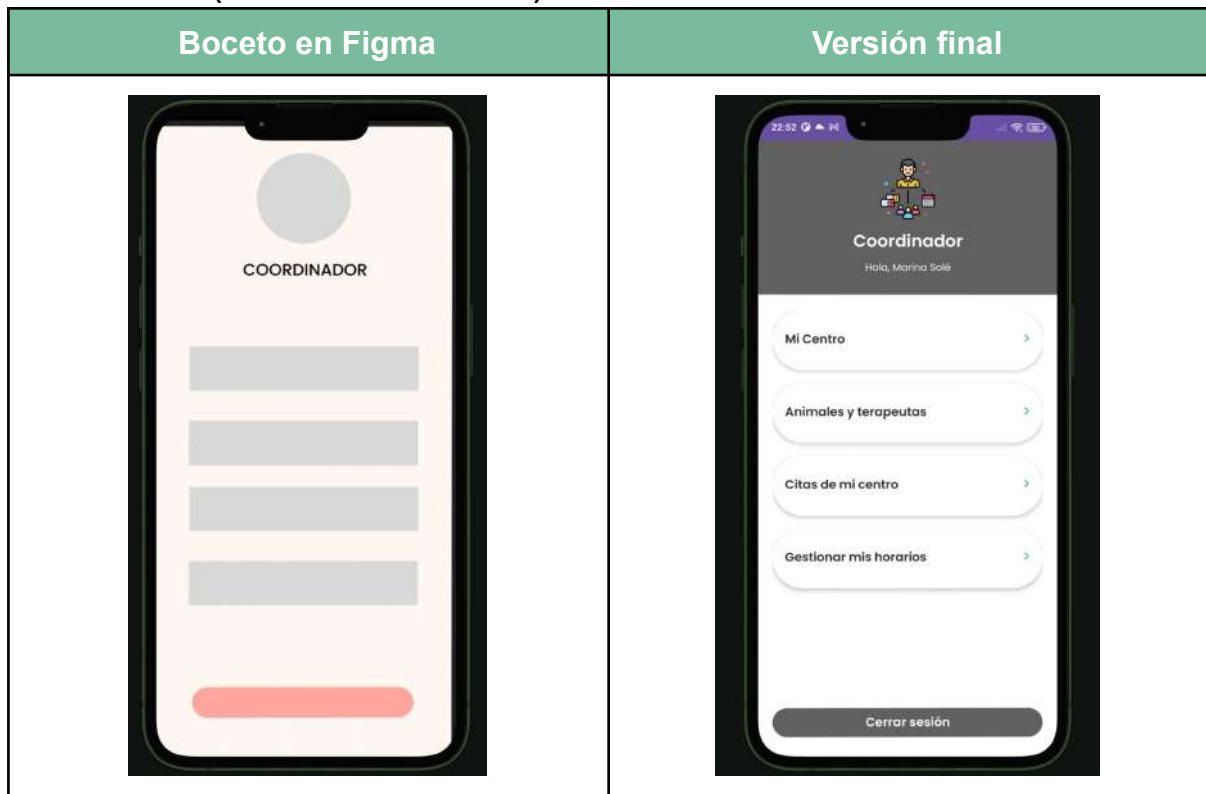 Boceto en Figma
Versión final
COORDINADOR
22:52
Coordinador
Hola, Marina Solé
Mi Centro
Animales y terapeutas
Citas de mi centro
Gestionar mis horarios
Cerrar sesión